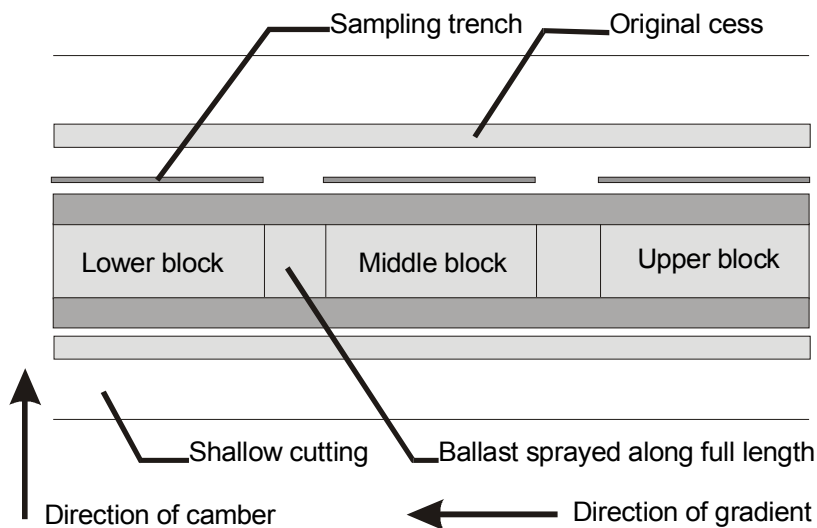 Sampling trench
Original cess
Lower block
Middle block
Upper block
Shallow cutting
Ballast sprayed along full length
Direction of camber
Direction of gradient